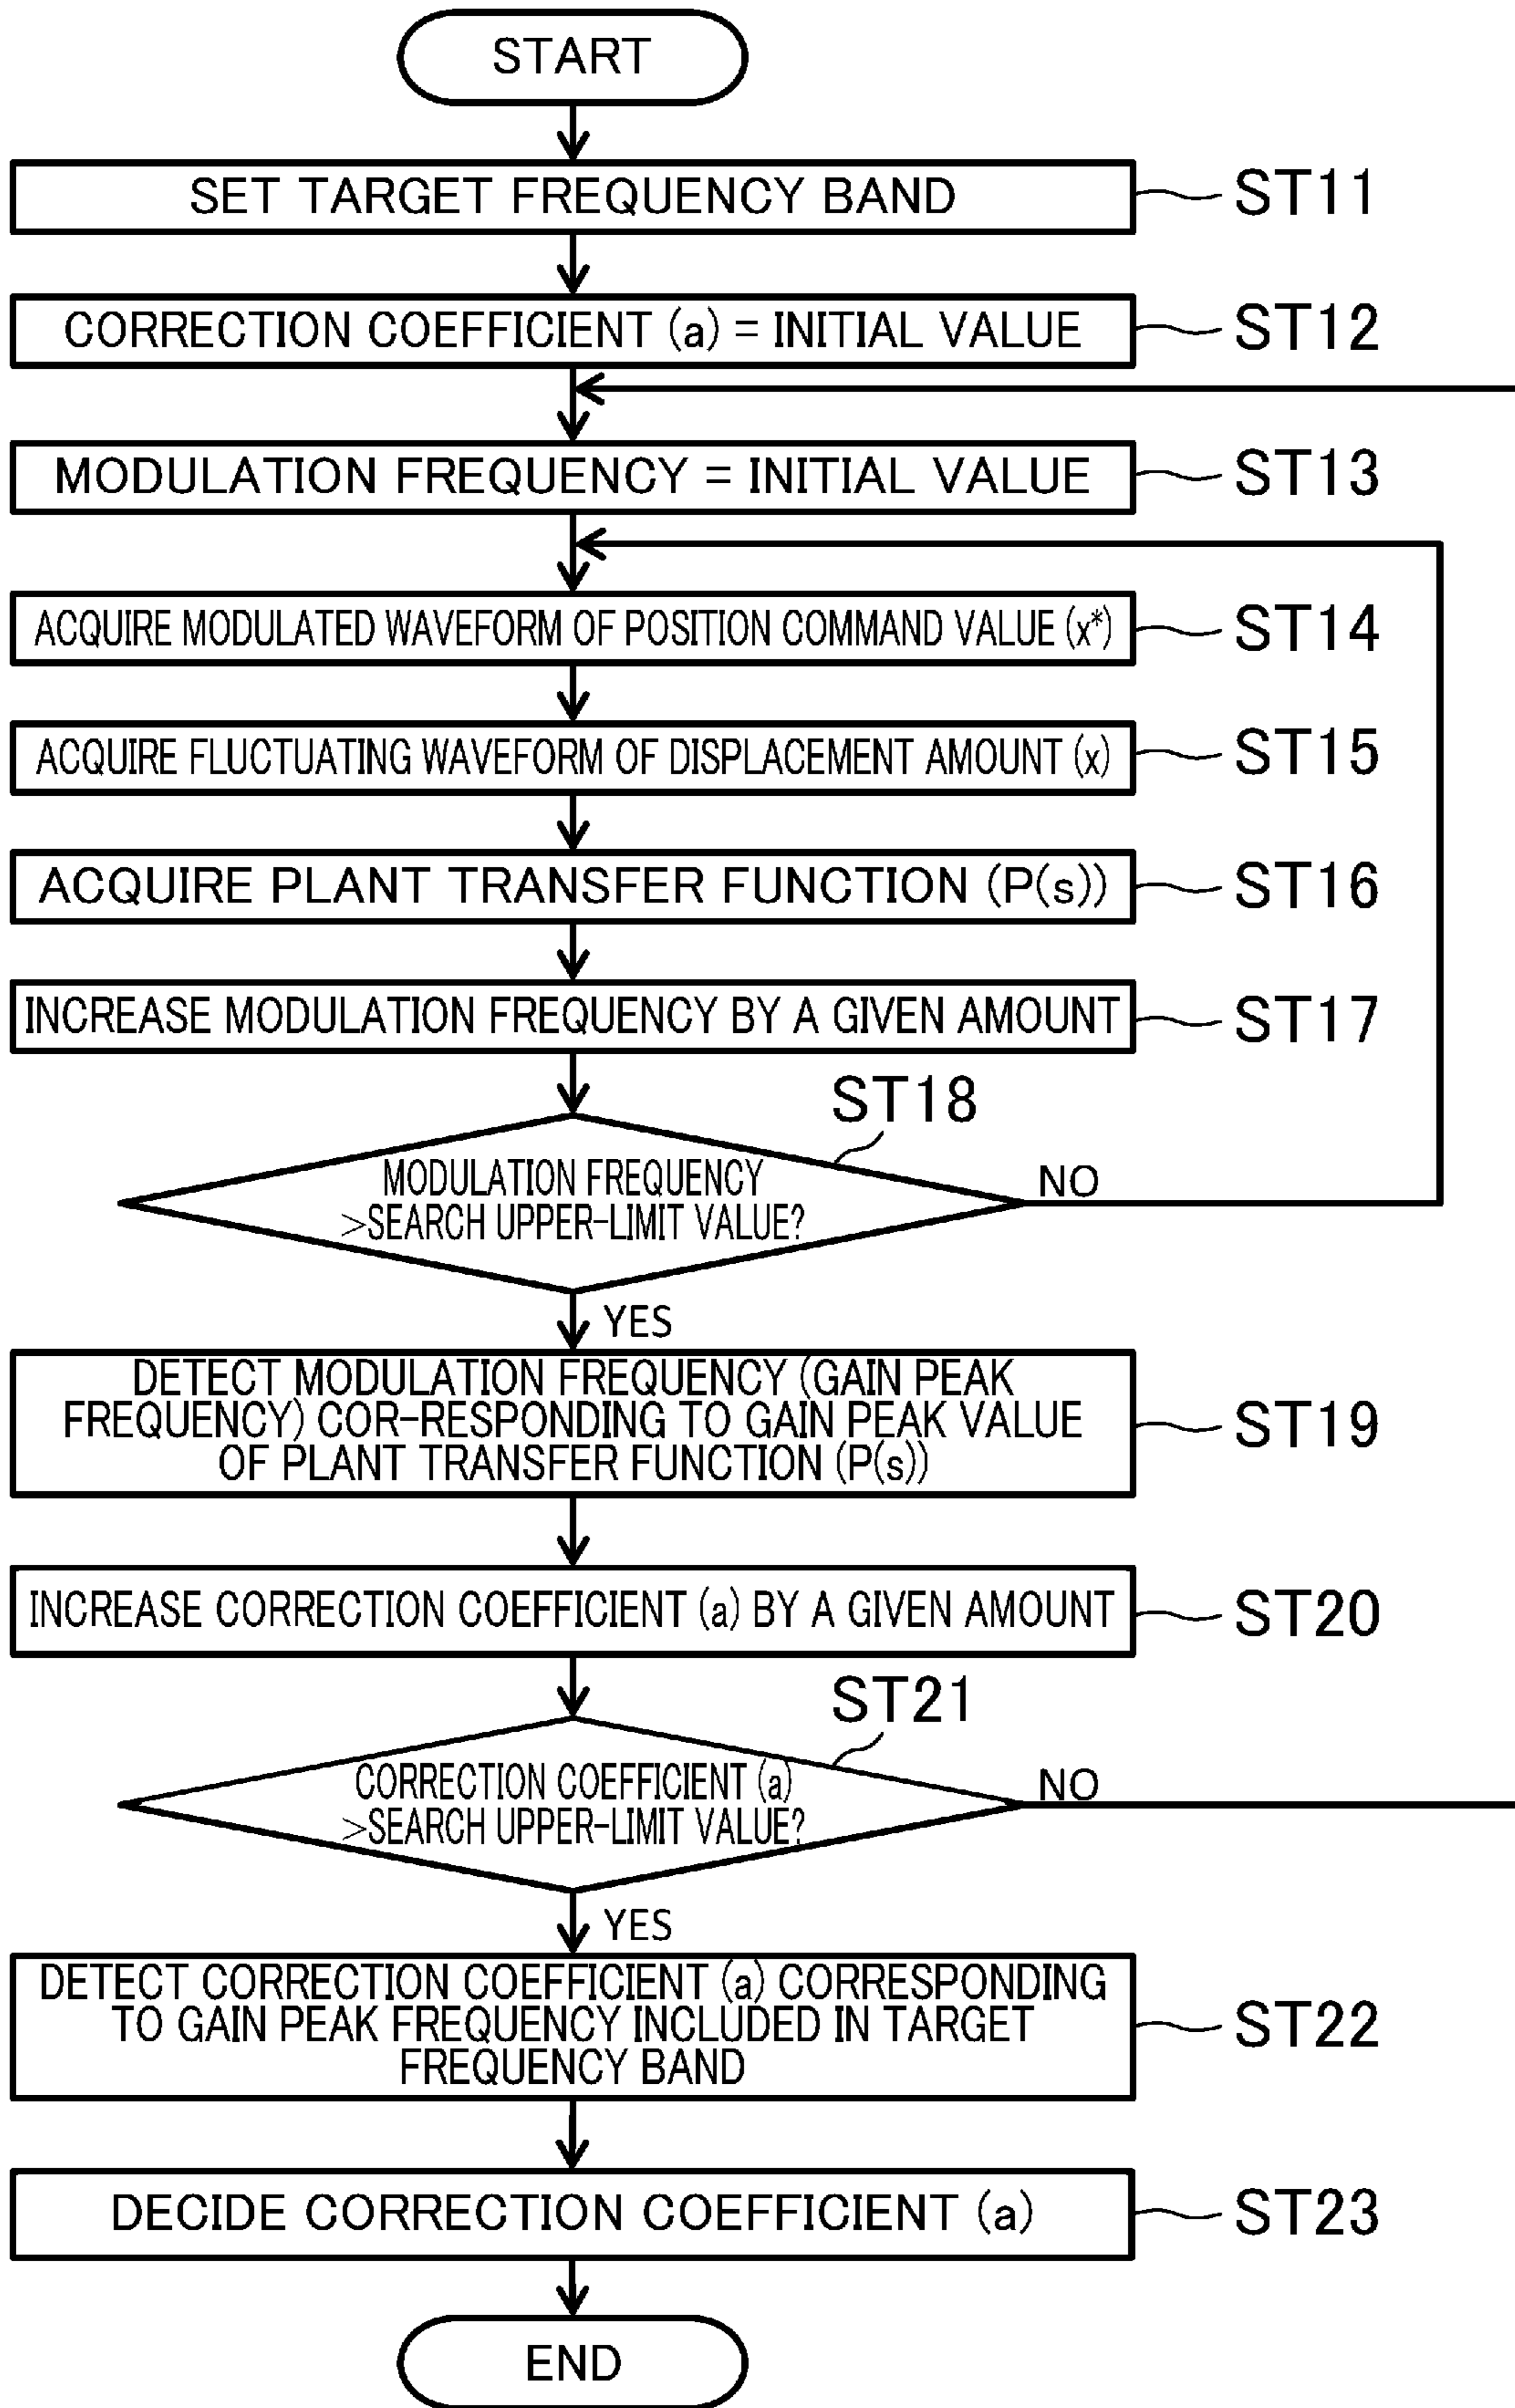 START
SET TARGET FREQUENCY BAND
ST11
CORRECTION COEFFICIENT (a) = INITIAL VALUE
ST12
MODULATION FREQUENCY = INITIAL VALUE
ST13
ACQUIRE MODULATED WAVEFORM OF POSITION COMMAND VALUE (x*)
ST14
ACQUIRE FLUCTUATING WAVEFORM OF DISPLACEMENT AMOUNT (x)
ST15
ACQUIRE PLANT TRANSFER FUNCTION (P(s))
ST16
INCREASE MODULATION FREQUENCY BY A GIVEN AMOUNT
ST17
ST18
MODULATION FREQUENCY
>SEARCH UPPER-LIMIT VALUE?
NO
YES
DETECT MODULATION FREQUENCY (GAIN PEAK
FREQUENCY) COR-RESPONDING TO GAIN PEAK VALUE
OF PLANT TRANSFER FUNCTION (P(s))
ST19
INCREASE CORRECTION COEFFICIENT (a) BY A GIVEN AMOUNT
ST20
ST21
CORRECTION COEFFICIENT (a)
>SEARCH UPPER-LIMIT VALUE?
NO
YES
DETECT CORRECTION COEFFICIENT (a) CORRESPONDING
TO GAIN PEAK FREQUENCY INCLUDED IN TARGET
FREQUENCY BAND
ST22
DECIDE CORRECTION COEFFICIENT (a)
ST23
END